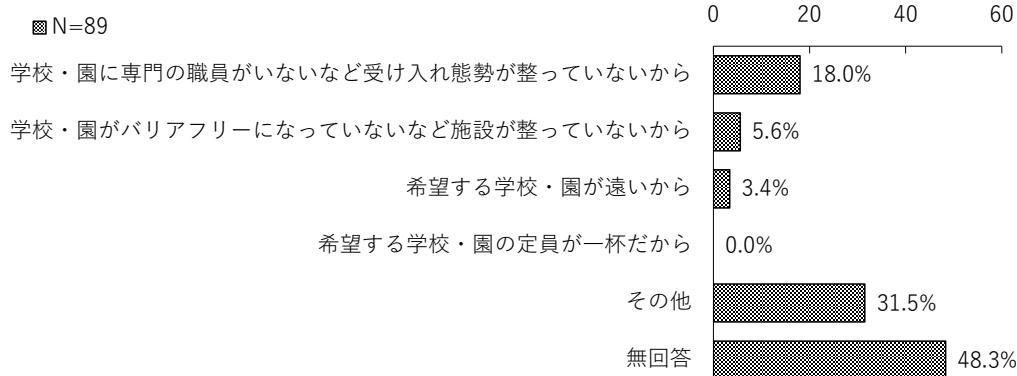 N=89
0 20 40 60
学校・園に専門の職員がいないなど受け入れ態勢が整っていないから 18.0%
学校・園がバリアフリーになっていないなど施設が整っていないから 5.6%
希望する学校・園が遠いから 3.4%
希望する学校・園の定員が一杯だから 0.0%
その他 31.5%
無回答 48.3%